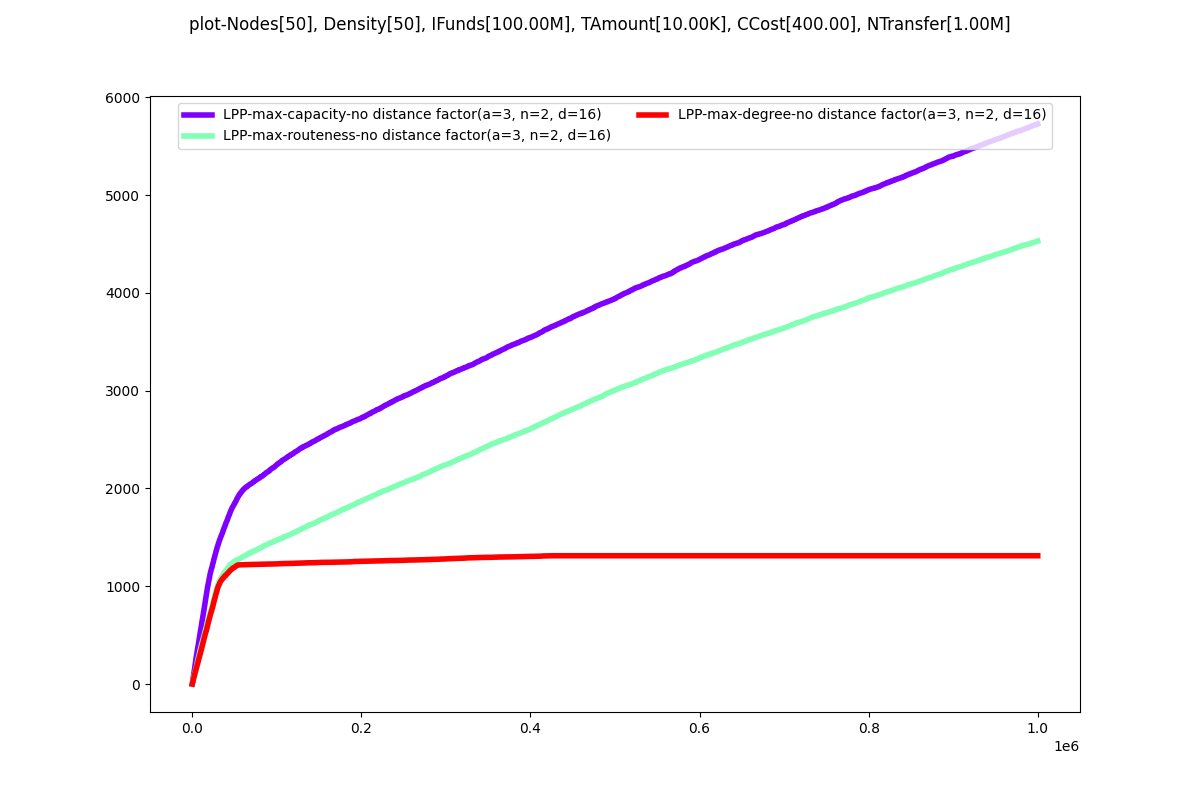 plot-Nodes[50], Density[50], IFunds[100.00M], TAmount[10.00K], CCost[400.00], NTransfer[1.00M]
LPP-max-capacity-no distance factor(a=3, n=2, d=16)
LPP-max-routeness-no distance factor(a=3, n=2, d=16)
LPP-max-degree-no distance factor(a=3, n=2, d=16)
6000
5000
4000
3000
2000
1000
0
0.0 0.2 0.4 0.6 0.8 1.0
1e6